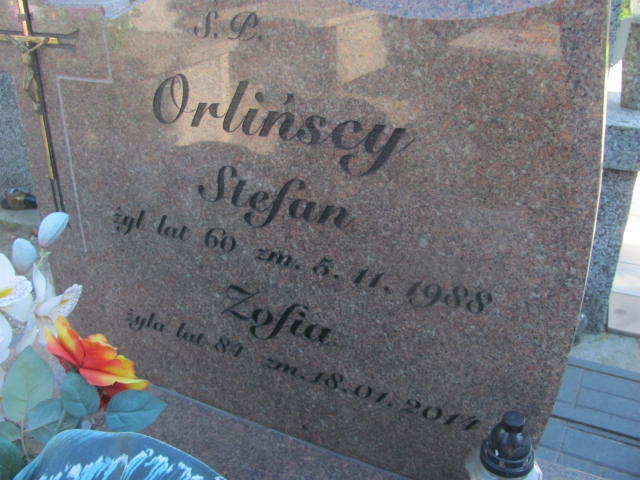 Ś.P.
Orlińscy
Stefan
żył lat 60 zm. 5. 11. 1988
Zofia
żyła lat 84 zm. 18. 01. 2014